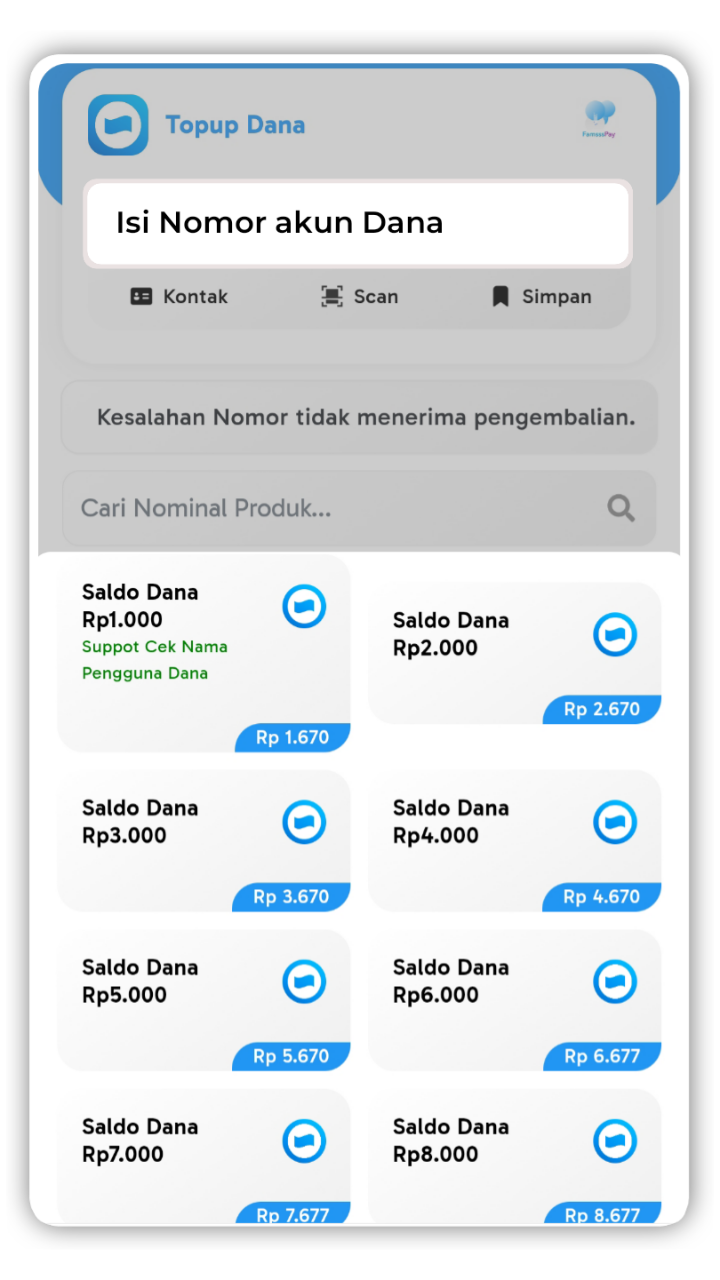 Topup Dana
FamousPay
Isi Nomor akun Dana
Kontak
Scan
Simpan
Kesalahan Nomor tidak menerima pengembalian.
Cari Nominal Produk...
Saldo Dana
Rp1.000
Suppot Cek Nama
Pengguna Dana
Rp 1.670
Saldo Dana
Rp2.000
Rp 2.670
Saldo Dana
Rp3.000
Rp 3.670
Saldo Dana
Rp4.000
Rp 4.670
Saldo Dana
Rp5.000
Rp 5.670
Saldo Dana
Rp6.000
Rp 6.677
Saldo Dana
Rp7.000
Rp 7.677
Saldo Dana
Rp8.000
Rp 8.677